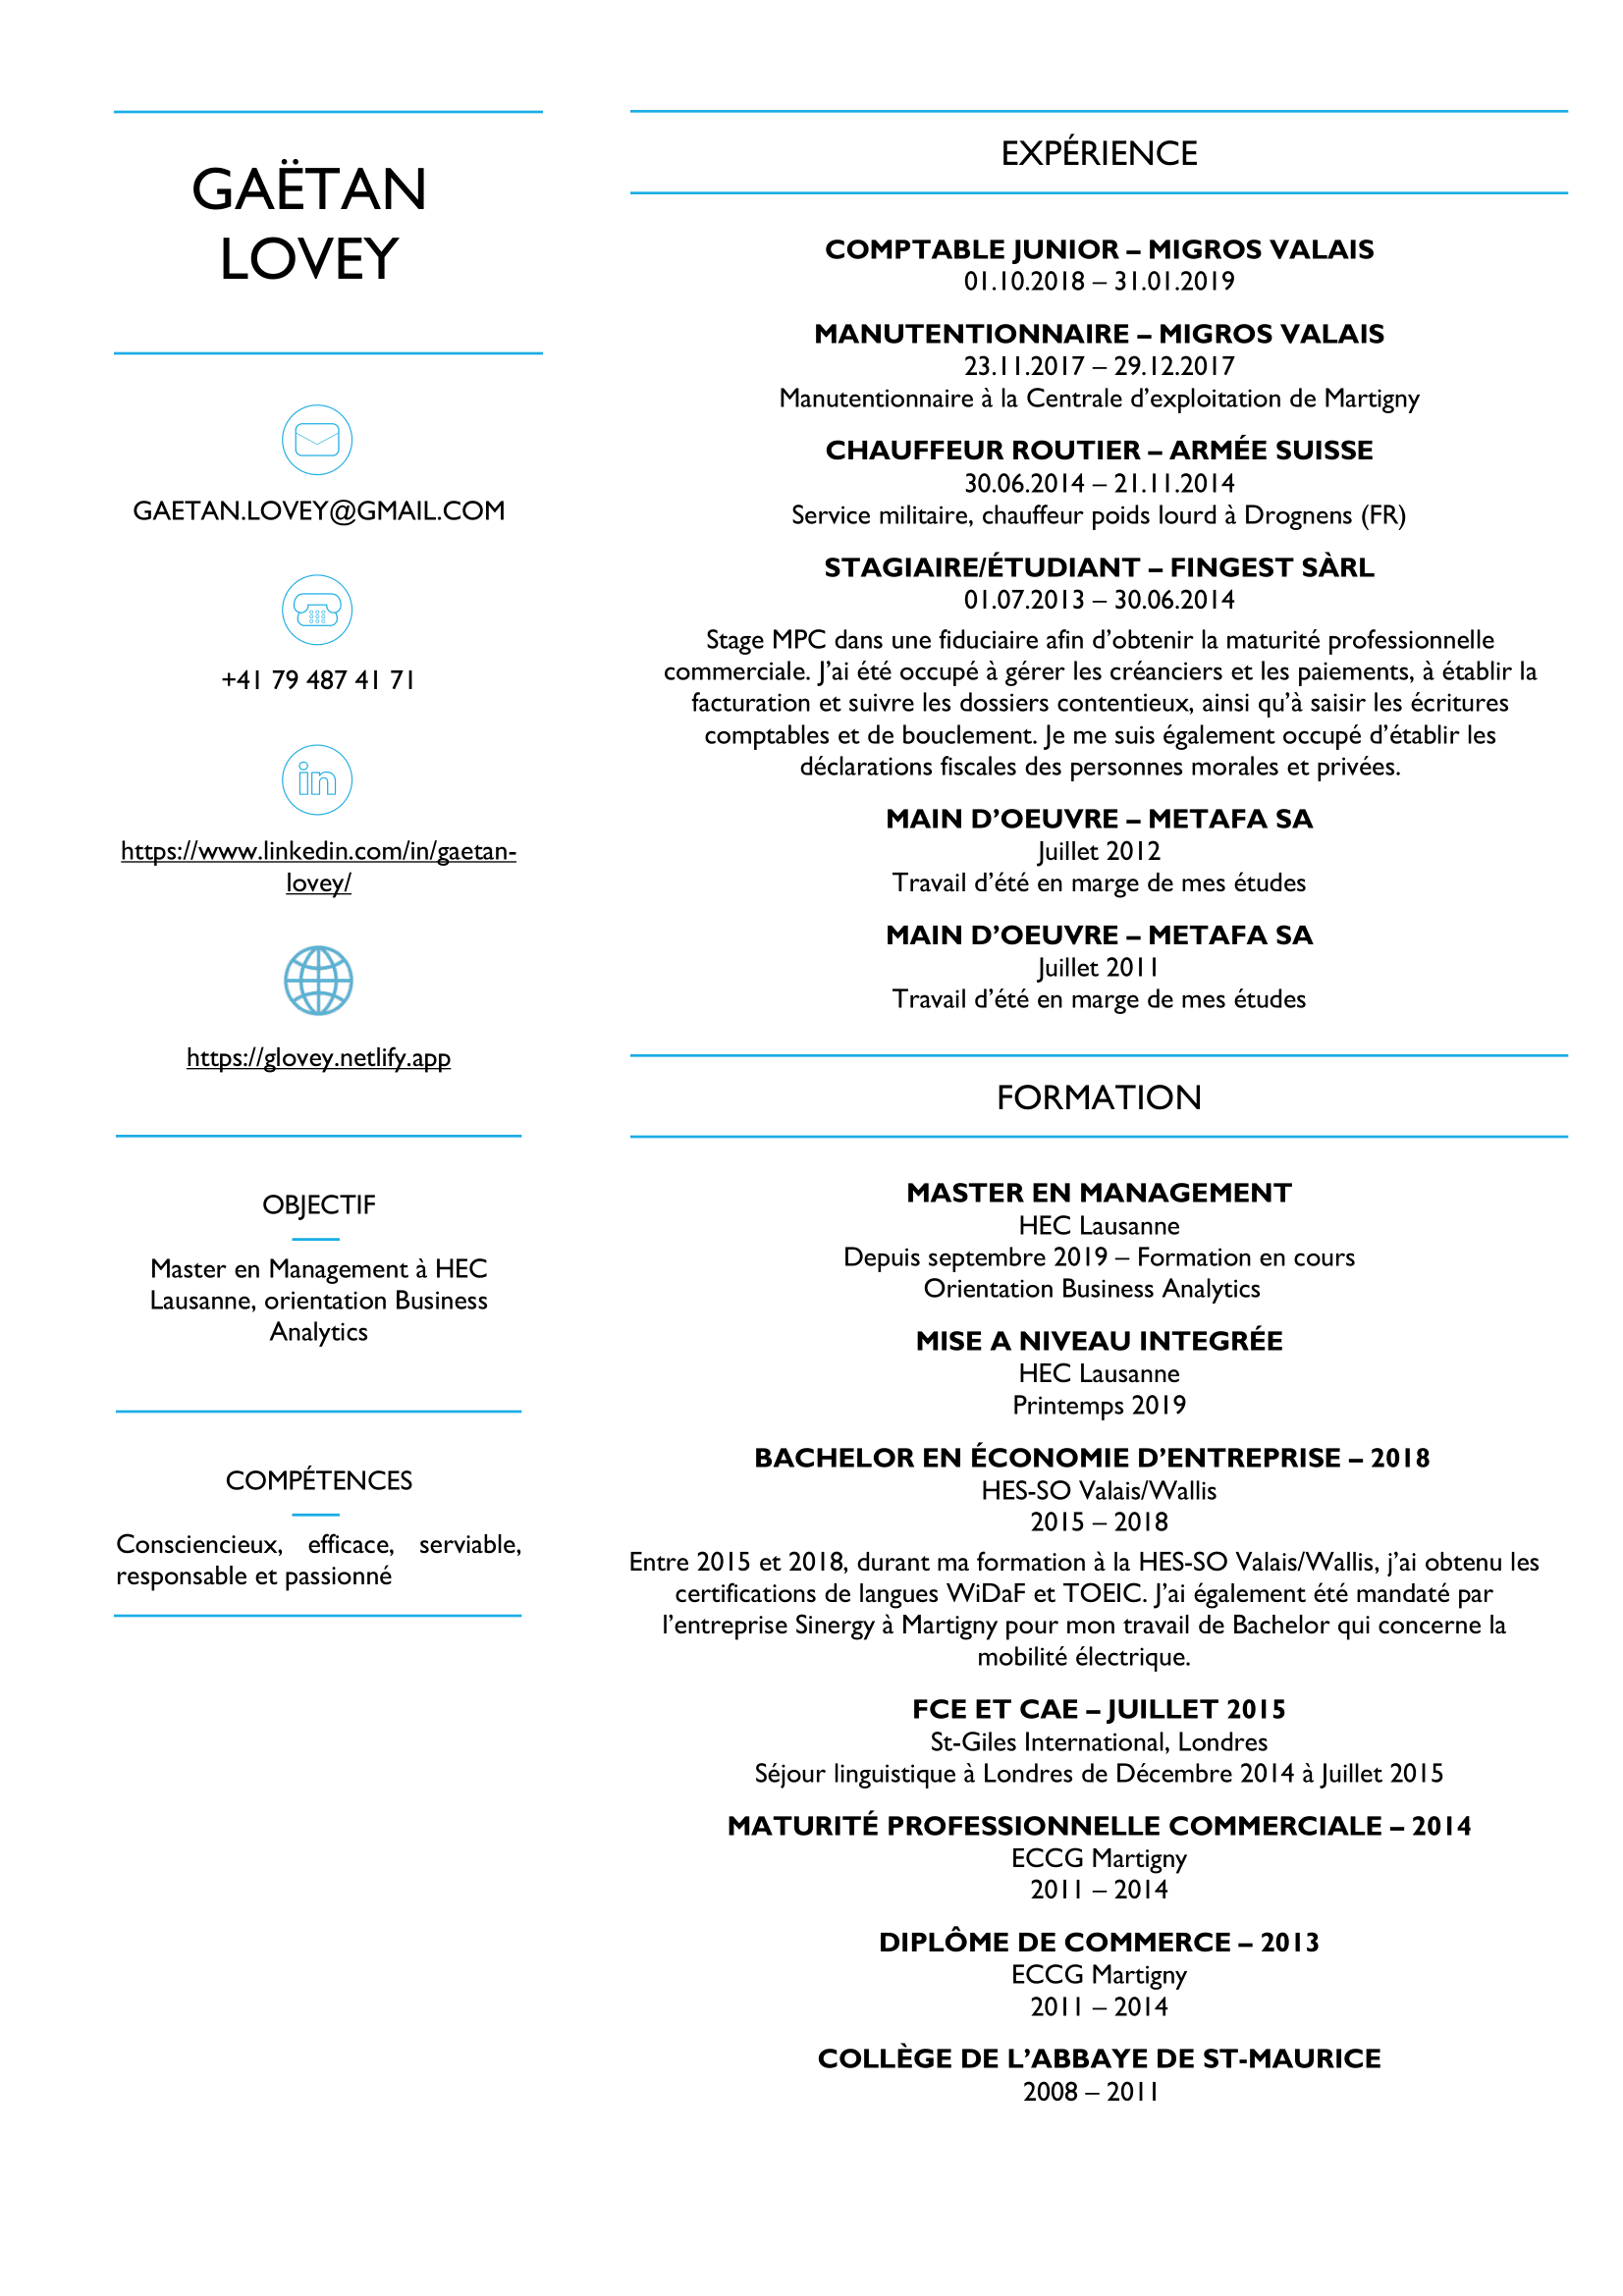 GAËTAN
LOVEY
GAETAN.LOVEY@GMAIL.COM
+41 79 487 41 71
in
https://www.linkedin.com/in/gaetan-
lovey/
https://glovey.netlify.app
OBJECTIF
Master en Management à HEC
Lausanne, orientation Business
Analytics
COMPÉTENCES
Consciencieux, efficace, serviable,
responsable et passionné
EXPÉRIENCE
COMPTABLE JUNIOR – MIGROS VALAIS
01.10.2018 – 31.01.2019
MANUTENTIONNAIRE – MIGROS VALAIS
23.11.2017 – 29.12.2017
Manutentionnaire à la Centrale d’exploitation de Martigny
CHAUFFEUR ROUTIER – ARMÉE SUISSE
30.06.2014 – 21.11.2014
Service militaire, chauffeur poids lourd à Drognens (FR)
STAGIAIRE/ÉTUDIANT – FINGEST SÀRL
01.07.2013 – 30.06.2014
Stage MPC dans une fiduciaire afin d’obtenir la maturité professionnelle
commerciale. J’ai été occupé à gérer les créanciers et les paiements, à établir la
facturation et suivre les dossiers contentieux, ainsi qu’à saisir les écritures
comptables et de bouclement. Je me suis également occupé d’établir les
déclarations fiscales des personnes morales et privées.
MAIN D’OEUVRE – METAFA SA
Juillet 2012
Travail d’été en marge de mes études
MAIN D’OEUVRE – METAFA SA
Juillet 2011
Travail d’été en marge de mes études
FORMATION
MASTER EN MANAGEMENT
HEC Lausanne
Depuis septembre 2019 – Formation en cours
Orientation Business Analytics
MISE A NIVEAU INTEGRÉE
HEC Lausanne
Printemps 2019
BACHELOR EN ÉCONOMIE D’ENTREPRISE – 2018
HES-SO Valais/Wallis
2015 – 2018
Entre 2015 et 2018, durant ma formation à la HES-SO Valais/Wallis, j’ai obtenu les
certifications de langues WiDaF et TOEIC. J’ai également été mandaté par
l’entreprise Sinergy à Martigny pour mon travail de Bachelor qui concerne la
mobilité électrique.
FCE ET CAE – JUILLET 2015
St-Giles International, Londres
Séjour linguistique à Londres de Décembre 2014 à Juillet 2015
MATURITÉ PROFESSIONNELLE COMMERCIALE – 2014
ECCG Martigny
2011 – 2014
DIPLÔME DE COMMERCE – 2013
ECCG Martigny
2011 – 2014
COLLÈGE DE L’ABBAYE DE ST-MAURICE
2008 – 2011